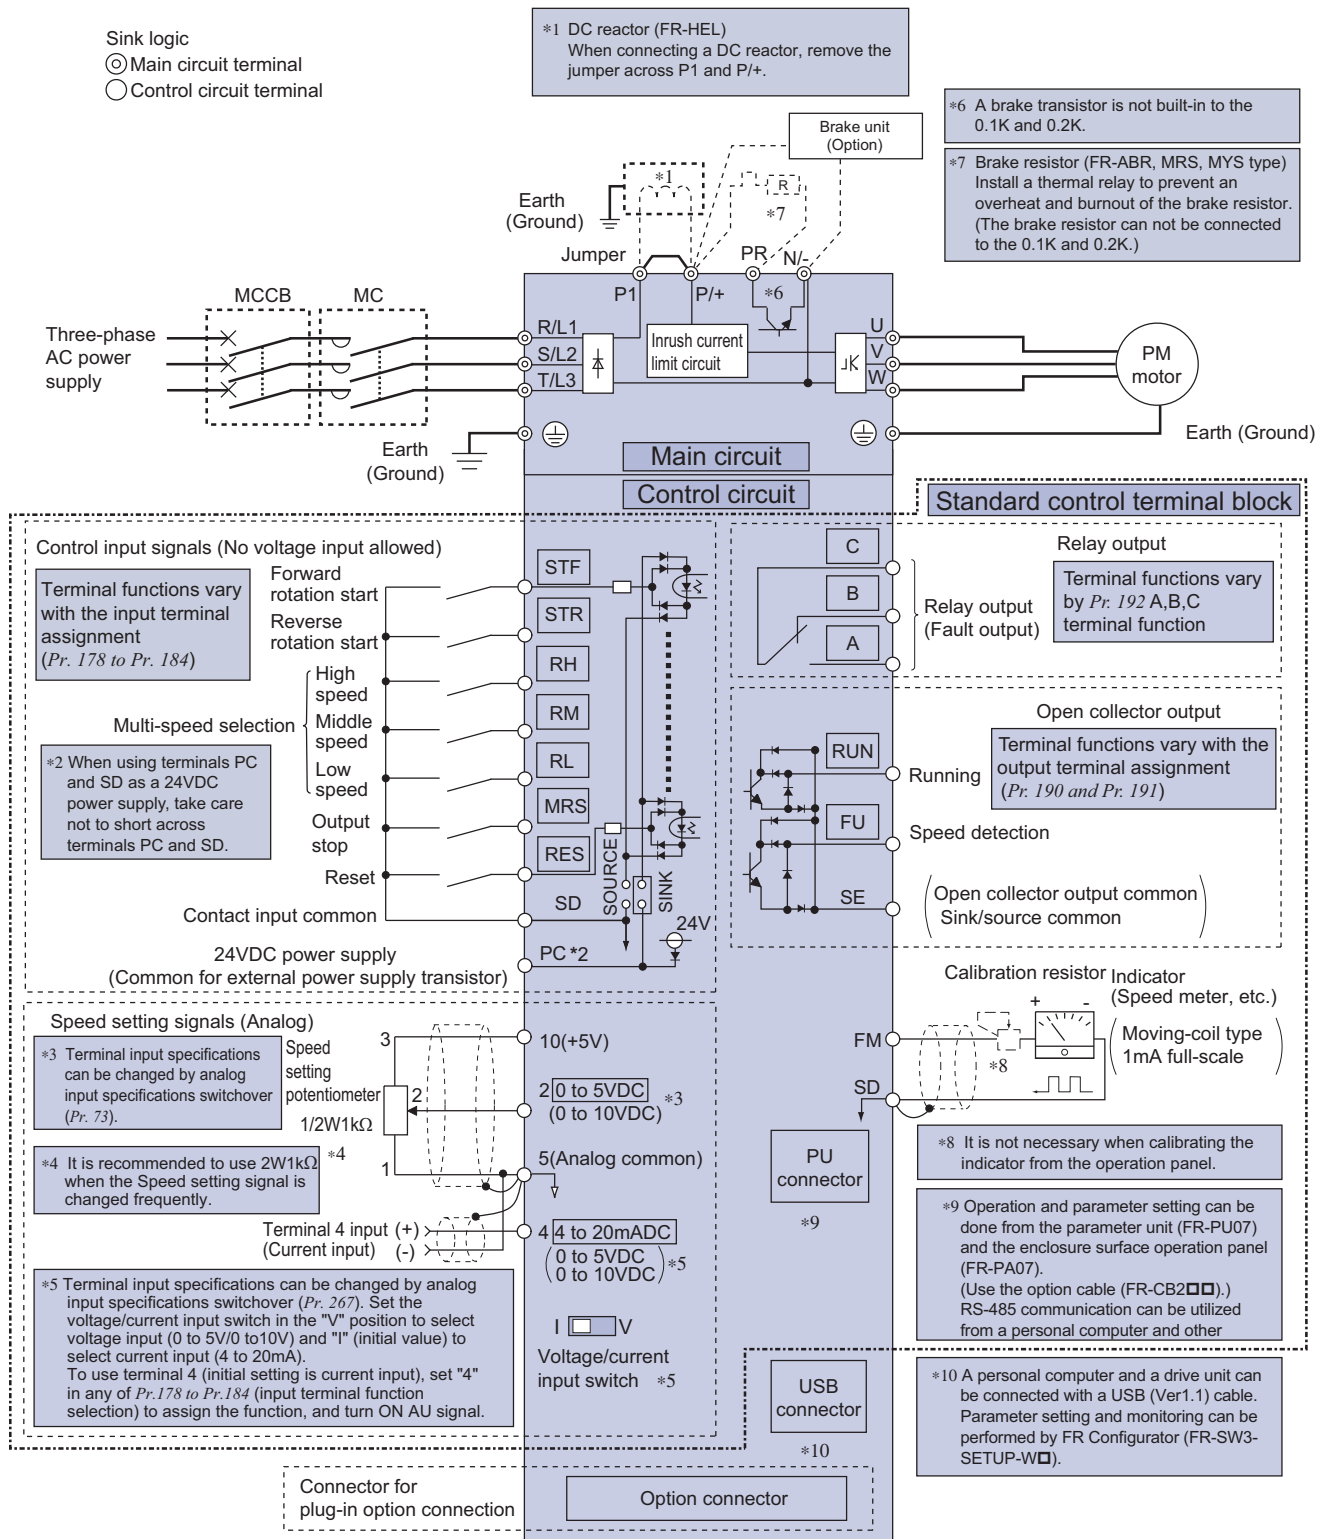 Sink logic
Main circuit terminal
Control circuit terminal
*1 DC reactor (FR-HEL)
When connecting a DC reactor, remove the
jumper across P1 and P/+.
*6 A brake transistor is not built-in to the
0.1K and 0.2K.
*7 Brake resistor (FR-ABR, MRS, MYS type)
Install a thermal relay to prevent an
overheat and burnout of the brake resistor.
(The brake resistor can not be connected
to the 0.1K and 0.2K.)
Brake unit
(Option)
*1
R
*7
Earth
(Ground)
Jumper
PR
N/-
P1
P/+
*6
MCCB
MC
Three-phase
AC power
supply
R/L1
S/L2
T/L3
Inrush current
limit circuit
U
V
W
PM
motor
Earth
(Ground)
Earth (Ground)
Main circuit
Control circuit
Standard control terminal block
Control input signals (No voltage input allowed)
Terminal functions vary
with the input terminal
assignment
(Pr. 178 to Pr. 184)
Forward
rotation start
Reverse
rotation start
High
speed
Multi-speed selection
Middle
speed
Low
speed
Output
stop
Reset
Contact input common
24VDC power supply
(Common for external power supply transistor)
*2 When using terminals PC
and SD as a 24VDC
power supply, take care
not to short across
terminals PC and SD.
STF
STR
RH
RM
RL
MRS
RES
SD
PC *2
SOURCE
SINK
24V
C
B
A
Relay output
Relay output
(Fault output)
Terminal functions vary
by Pr. 192 A,B,C
terminal function
Open collector output
Terminal functions vary with the
output terminal assignment
(Pr. 190 and Pr. 191)
RUN
Running
FU
Speed detection
SE
Open collector output common
Sink/source common
Speed setting signals (Analog)
*3 Terminal input specifications
can be changed by analog
input specifications switchover
(Pr. 73).
Speed
setting
potentiometer
1/2W1kΩ
*4
3
2
1
*4 It is recommended to use 2W1kΩ
when the Speed setting signal is
changed frequently.
Terminal 4 input
(Current input)
(+)
(-)
10(+5V)
2 0 to 5VDC
(0 to 10VDC)
*3
5(Analog common)
4 4 to 20mADC
0 to 5VDC
0 to 10VDC
*5
I V
Voltage/current
input switch *5
*5 Terminal input specifications can be changed by analog
input specifications switchover (Pr. 267). Set the
voltage/current input switch in the "V" position to select
voltage input (0 to 5V/0 to10V) and "I" (initial value) to
select current input (4 to 20mA).
To use terminal 4 (initial setting is current input), set "4"
in any of Pr.178 to Pr.184 (input terminal function
selection) to assign the function, and turn ON AU signal.
Calibration resistor
Indicator
(Speed meter, etc.)
+
-
Moving-coil type
1mA full-scale
FM
SD
*8
*8 It is not necessary when calibrating the
indicator from the operation panel.
PU
connector
*9
*9 Operation and parameter setting can be
done from the parameter unit (FR-PU07)
and the enclosure surface operation panel
(FR-PA07).
(Use the option cable (FR-CB2□□).)
RS-485 communication can be utilized
from a personal computer and other
USB
connector
*10
*10 A personal computer and a drive unit can
be connected with a USB (Ver1.1) cable.
Parameter setting and monitoring can be
performed by FR Configurator (FR-SW3-
SETUP-W□).
Connector for
plug-in option connection
Option connector